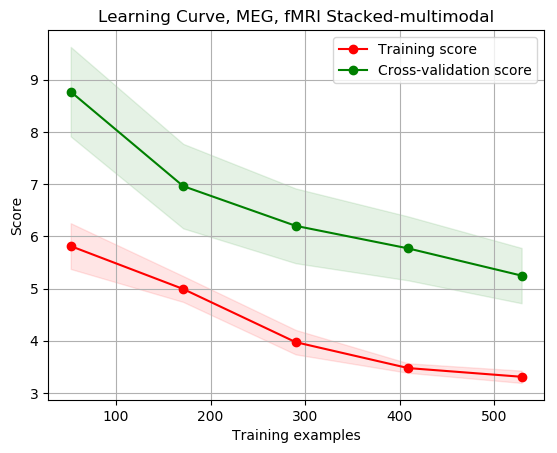 Learning Curve, MEG, fMRI Stacked-multimodal
Training score
Cross-validation score
9
8
7
6
5
4
3
Score
100 200 300 400 500
Training examples